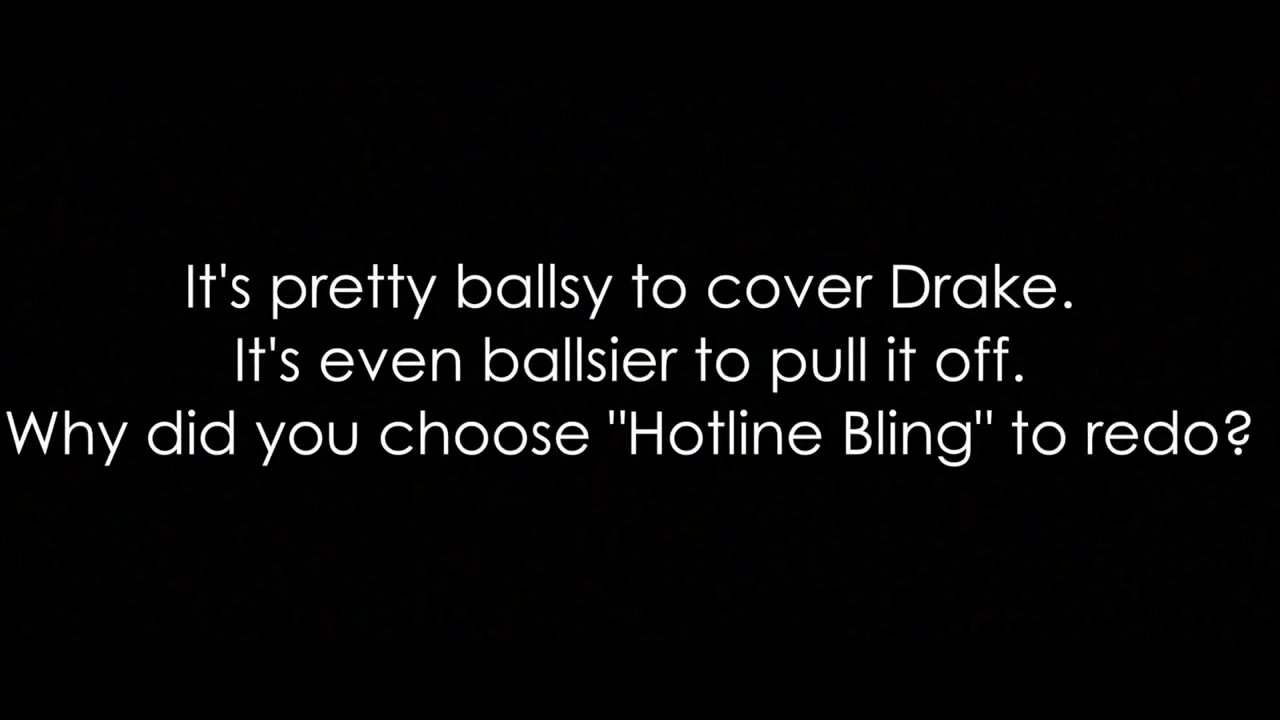 It's pretty ballsy to cover Drake.
It's even ballsier to pull it off.
Why did you choose "Hotline Bling" to redo?